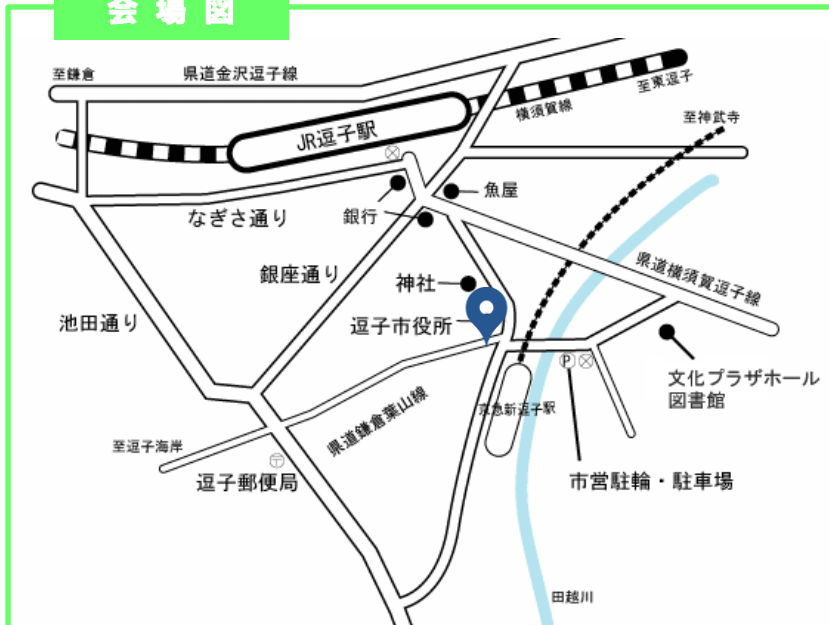 会場図
至鎌倉
県道金沢逗子線
至東逗子
横須賀線
JR逗子駅
至神武寺
魚屋
銀行
なぎさ通り
銀座通り
県道横須賀逗子線
神社
池田通り
逗子市役所
P
文化プラザホール
図書館
京急新逗子駅
県道鎌倉葉山線
至逗子海岸
〒
逗子郵便局
市営駐輪・駐車場
田越川